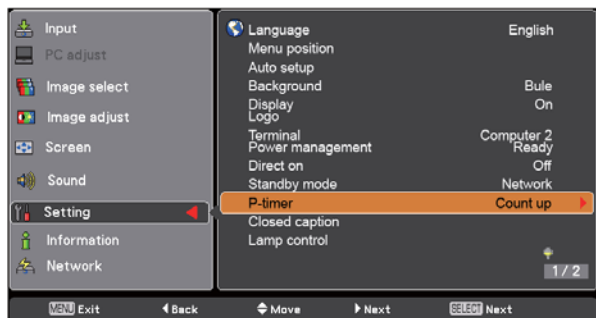 Input
PC adjust
Image select
Image adjust
Screen
Sound
Setting
Information
Network
Language English
Menu position
Auto setup
Background Bule
Display On
Logo
Terminal Computer 2
Power management Ready
Direct on Off
Standby mode Network
P-timer Count up
Closed caption
Lamp control
1/2
MENU Exit Back Move Next SELECT Next